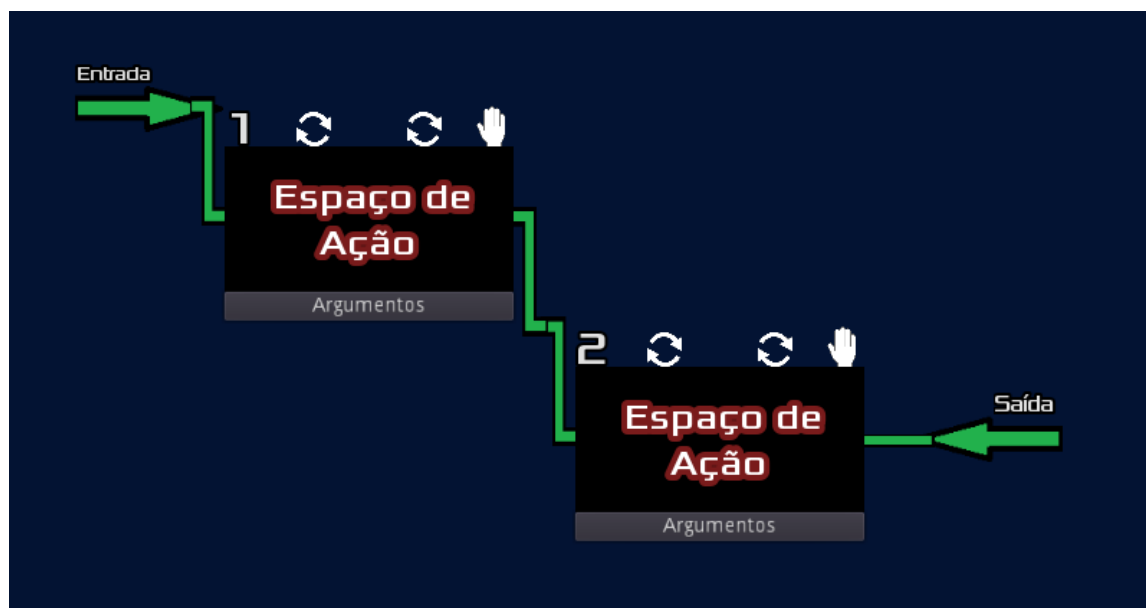 Entrada
1
Espaço de
Ação
Argumentos
2
Espaço de
Ação
Argumentos
Saída